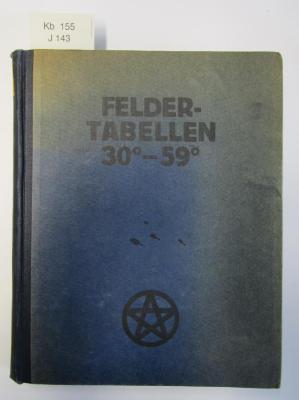 Kb 155
J 143
FELDER-
TABELLEN
30°-59°